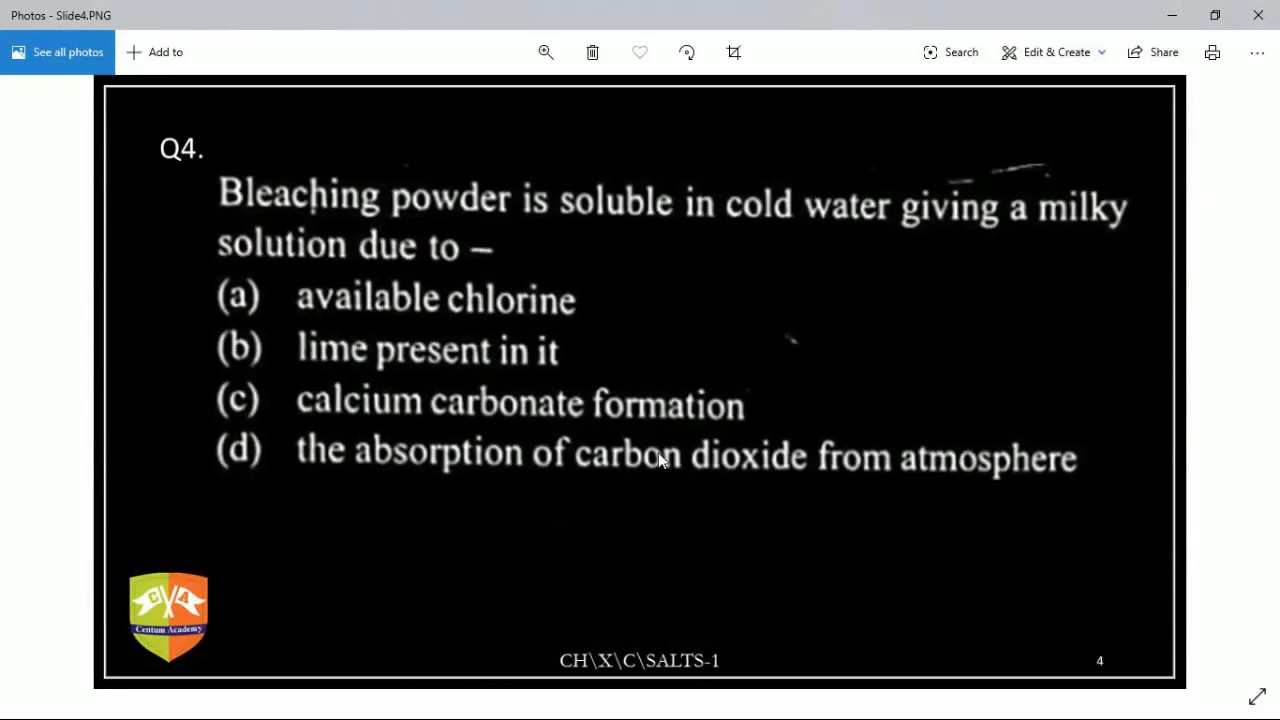 Photos - Slide4.PNG
See all photos
Add to
Search
Edit & Create
Share
Q4.
Bleaching powder is soluble in cold water giving a milky
solution due to –
(a) available chlorine
(b) lime present in it
(c) calcium carbonate formation
(d) the absorption of carbon dioxide from atmosphere
C A
Centum Academy
CH\X\C\SALTS-1
4